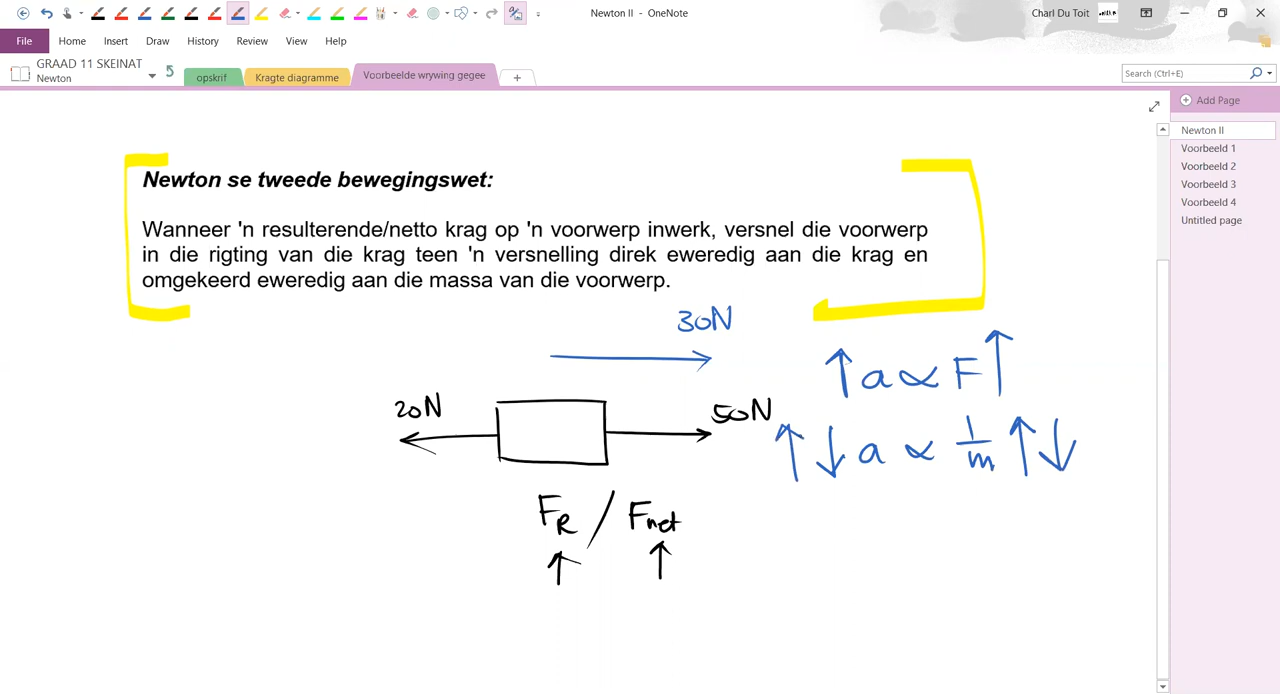 Newton II - OneNote
Charl Du Toit
File Home Insert Draw History Review View Help
GRAAD 11 SKEINAT
Newton
opskrif
Kragte diagramme
Voorbeelde wrywing gegee
+
Search (Ctrl+E)
Add Page
Newton II
Voorbeeld 1
Voorbeeld 2
Voorbeeld 3
Voorbeeld 4
Untitled page
Newton se tweede bewegingswet:
Wanneer 'n resulterende/netto krag op 'n voorwerp inwerk, versnel die voorwerp
in die rigting van die krag teen 'n versnelling direk eweredig aan die krag en
omgekeerd eweredig aan die massa van die voorwerp.
30N
↑ a ∝ F ↑
20N
50N
↑ ↓ a ∝ 1/m ↑ ↓
FR / Fnet
↑ ↑